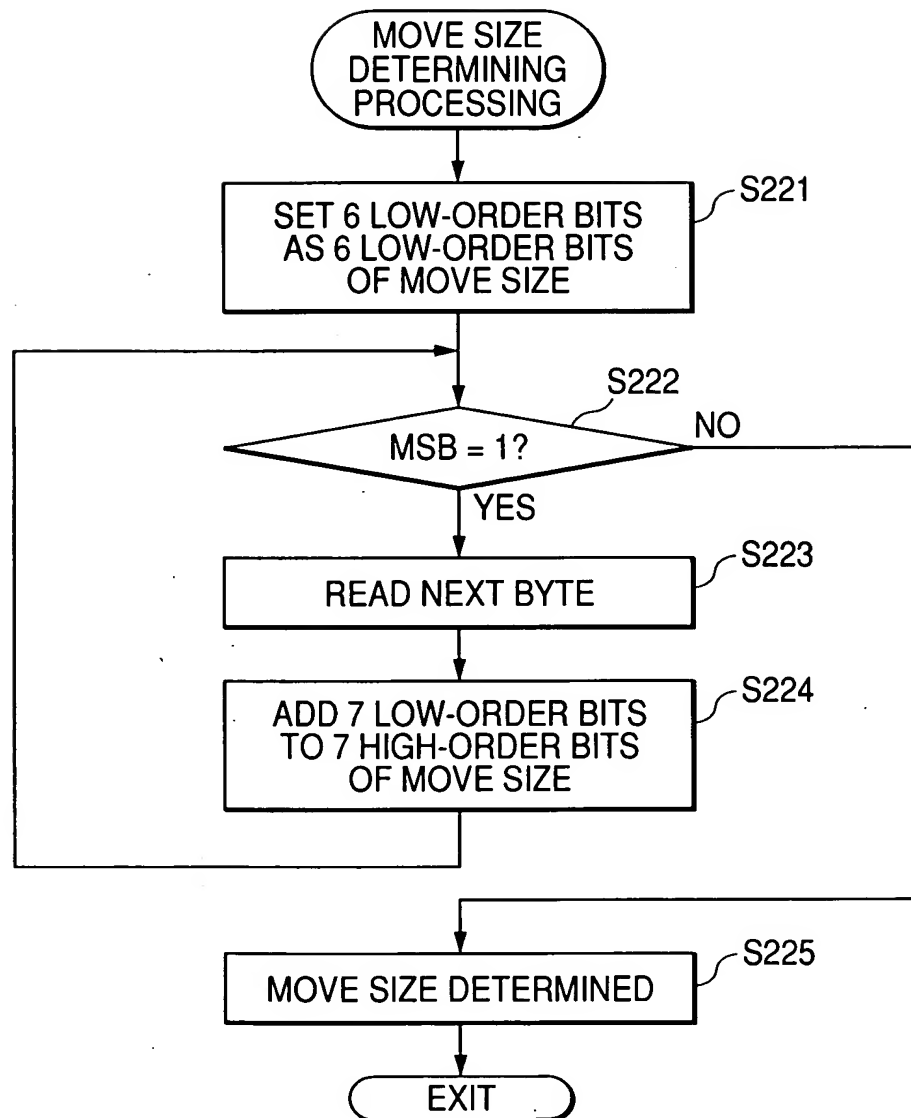 MOVE SIZE
DETERMINING
PROCESSING
S221
SET 6 LOW-ORDER BITS
AS 6 LOW-ORDER BITS
OF MOVE SIZE
S222
MSB = 1?
NO
YES
S223
READ NEXT BYTE
S224
ADD 7 LOW-ORDER BITS
TO 7 HIGH-ORDER BITS
OF MOVE SIZE
S225
MOVE SIZE DETERMINED
EXIT